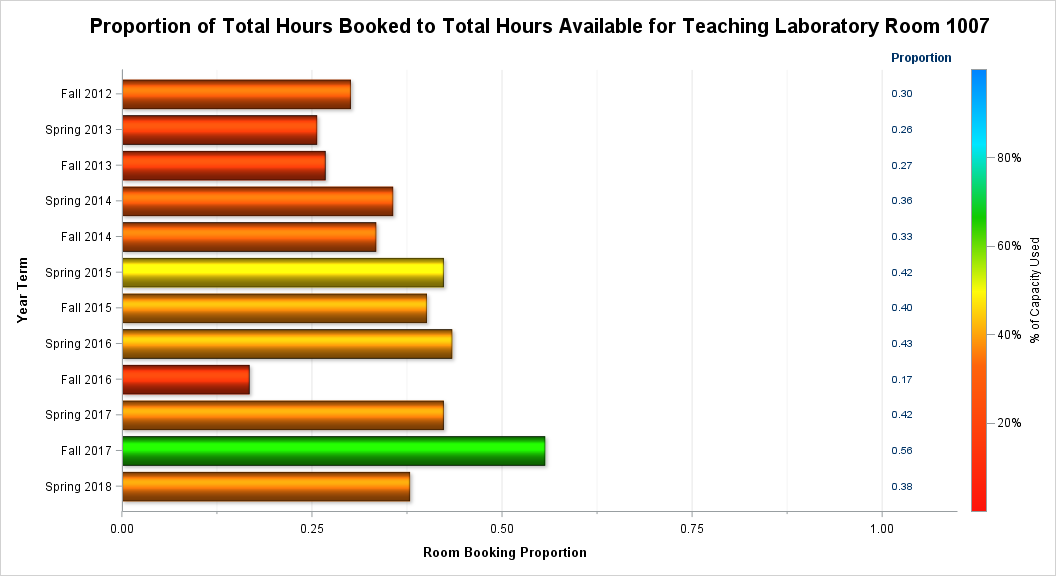 Proportion of Total Hours Booked to Total Hours Available for Teaching Laboratory Room 1007
Proportion
Fall 2012 0.30
Spring 2013 0.26
Fall 2013 0.27
Spring 2014 0.36
Fall 2014 0.33
Spring 2015 0.42
Fall 2015 0.40
Spring 2016 0.43
Fall 2016 0.17
Spring 2017 0.42
Fall 2017 0.56
Spring 2018 0.38
Year Term
0.00 0.25 0.50 0.75 1.00
Room Booking Proportion
80%
60%
40%
20%
% of Capacity Used